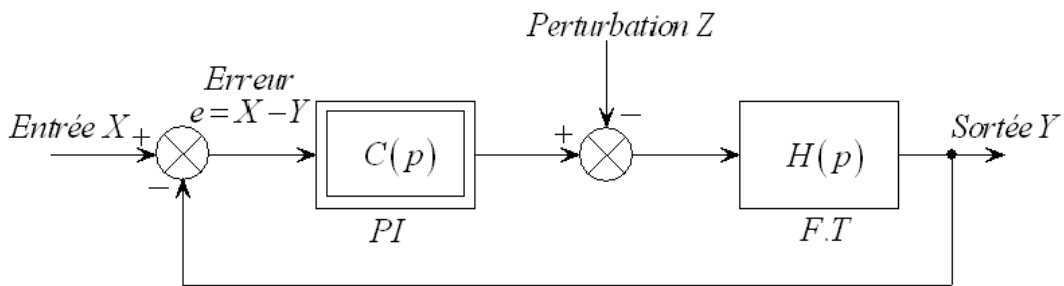 Perturbation Z
Erreur
e = X - Y
Entrée X
+
-
C(p)
PI
+
-
H(p)
F.T
Sortée Y